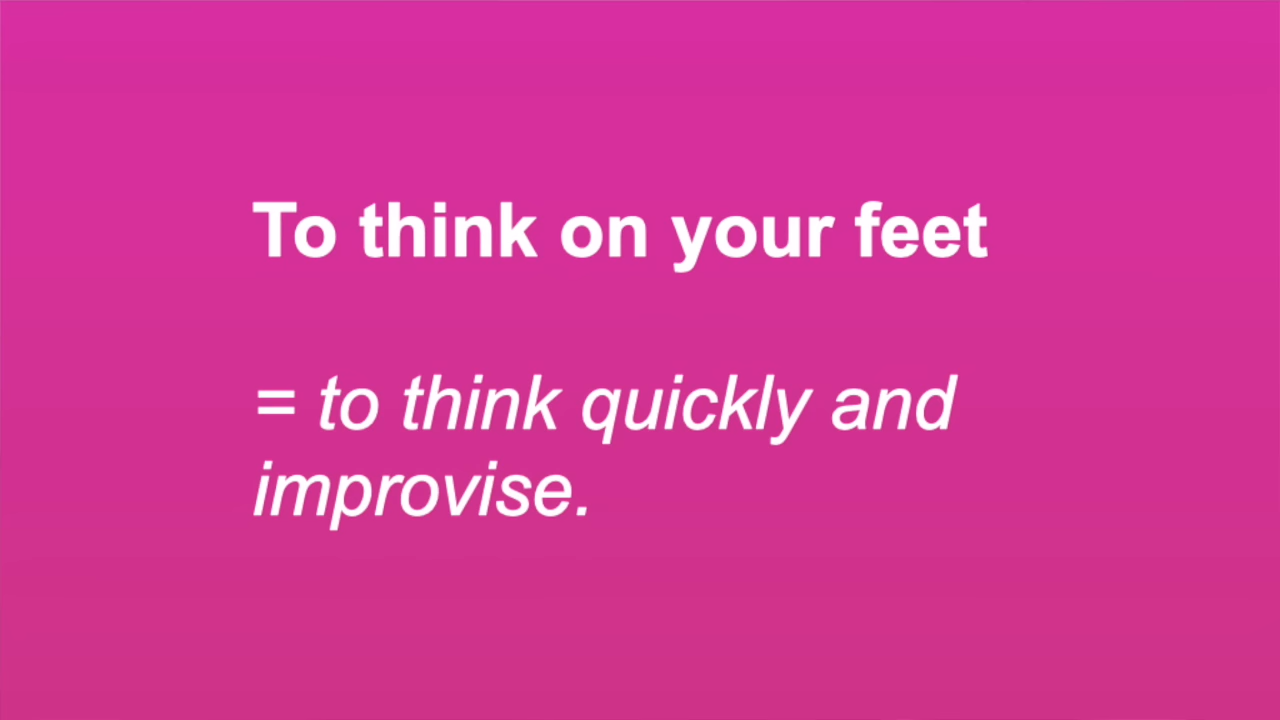 To think on your feet
= to think quickly and
improvise.